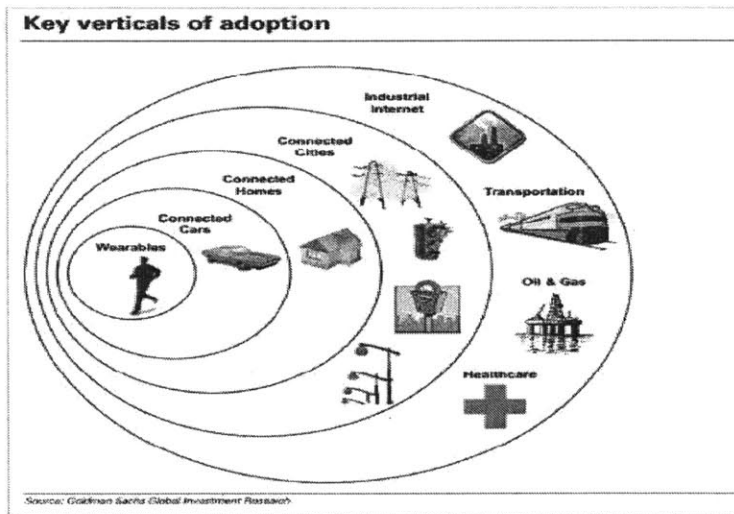 Key verticals of adoption
Industrial
Internet
Connected
Cities
Connected
Homes
Transportation
Connected
Cars
Wearables
Oil & Gas
Healthcare
Source: Goldman Sachs Global Investment Research